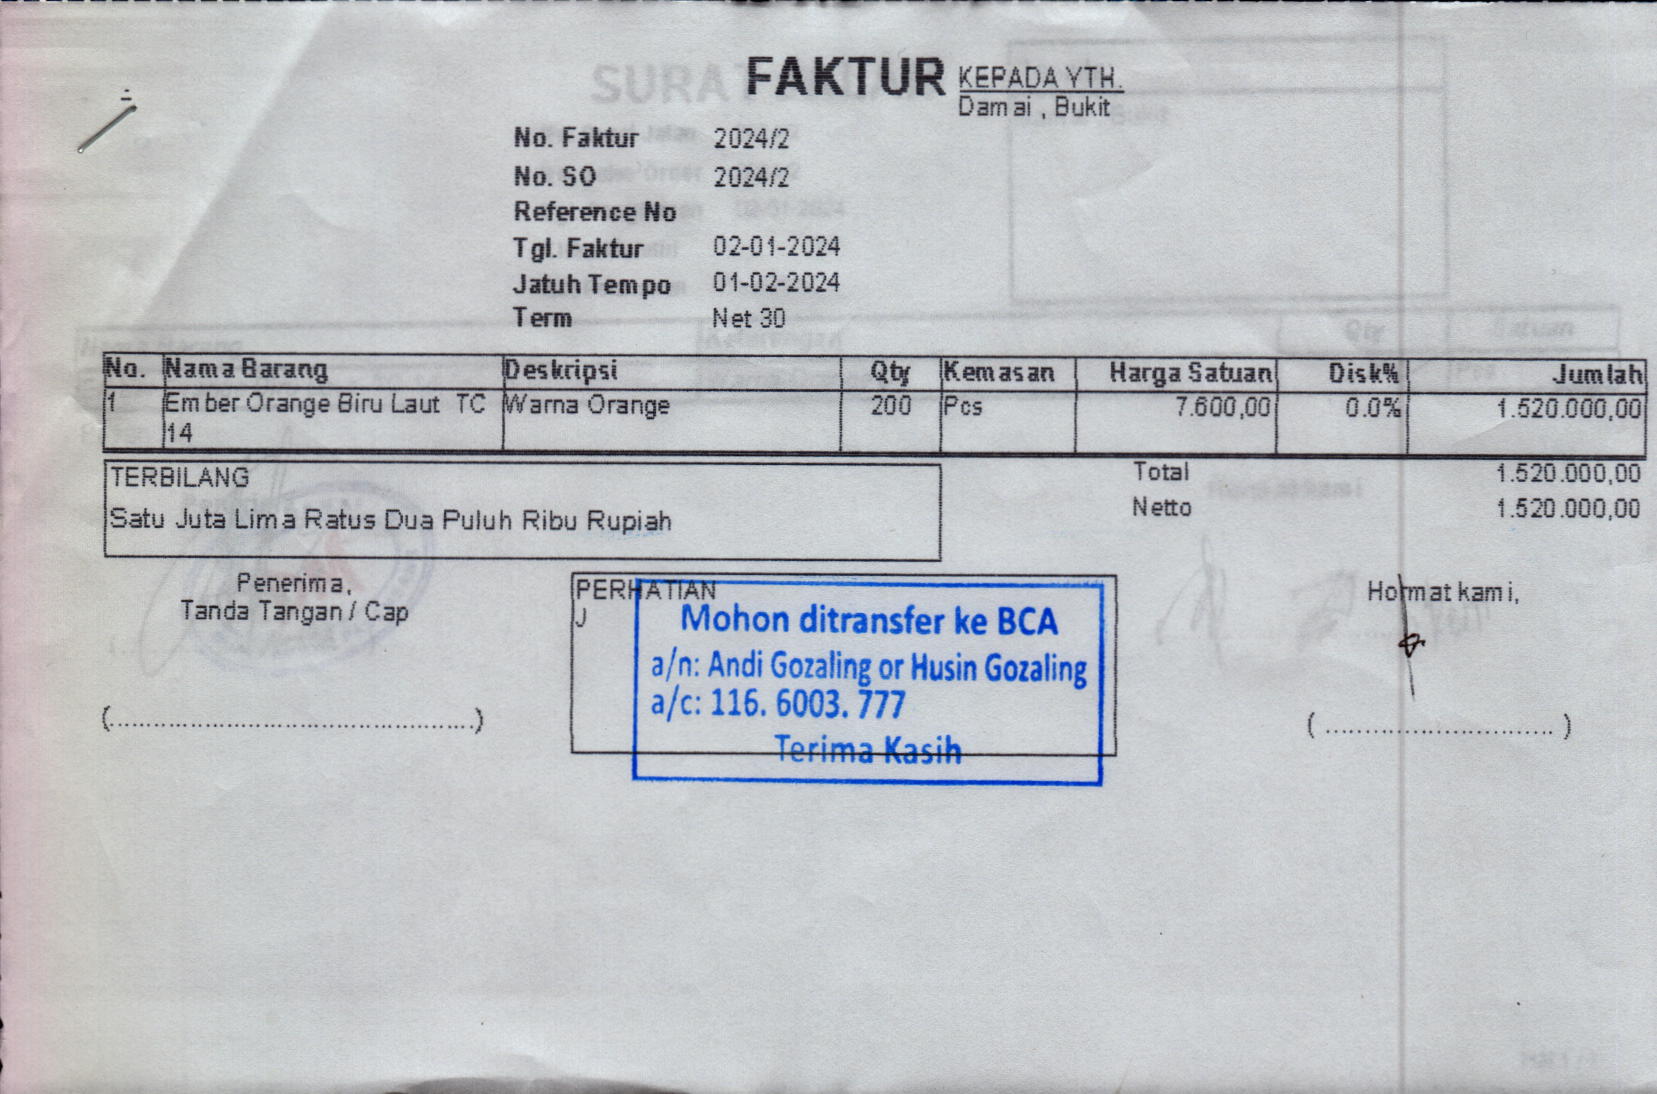 FAKTUR
KEPADA YTH.
Damai , Bukit
No. Faktur 2024/2
No. SO 2024/2
Reference No
Tgl. Faktur 02-01-2024
Jatuh Tempo 01-02-2024
Term Net 30
No. Nama Barang Deskripsi Qty Kemasan Harga Satuan Disk% Jumlah
1 Ember Orange Biru Laut TC Warna Orange 200 Pcs 7.600,00 0.0% 1.520.000,00
14
TERBILANG
Satu Juta Lima Ratus Dua Puluh Ribu Rupiah
Total 1.520.000,00
Netto 1.520.000,00
Penerima,
Tanda Tangan / Cap
(..............................................)
PERHATIAN
J
Mohon ditransfer ke BCA
a/n: Andi Gozaling or Husin Gozaling
a/c: 116. 6003. 777
Terima Kasih
Hormat kami,
( ............................. )